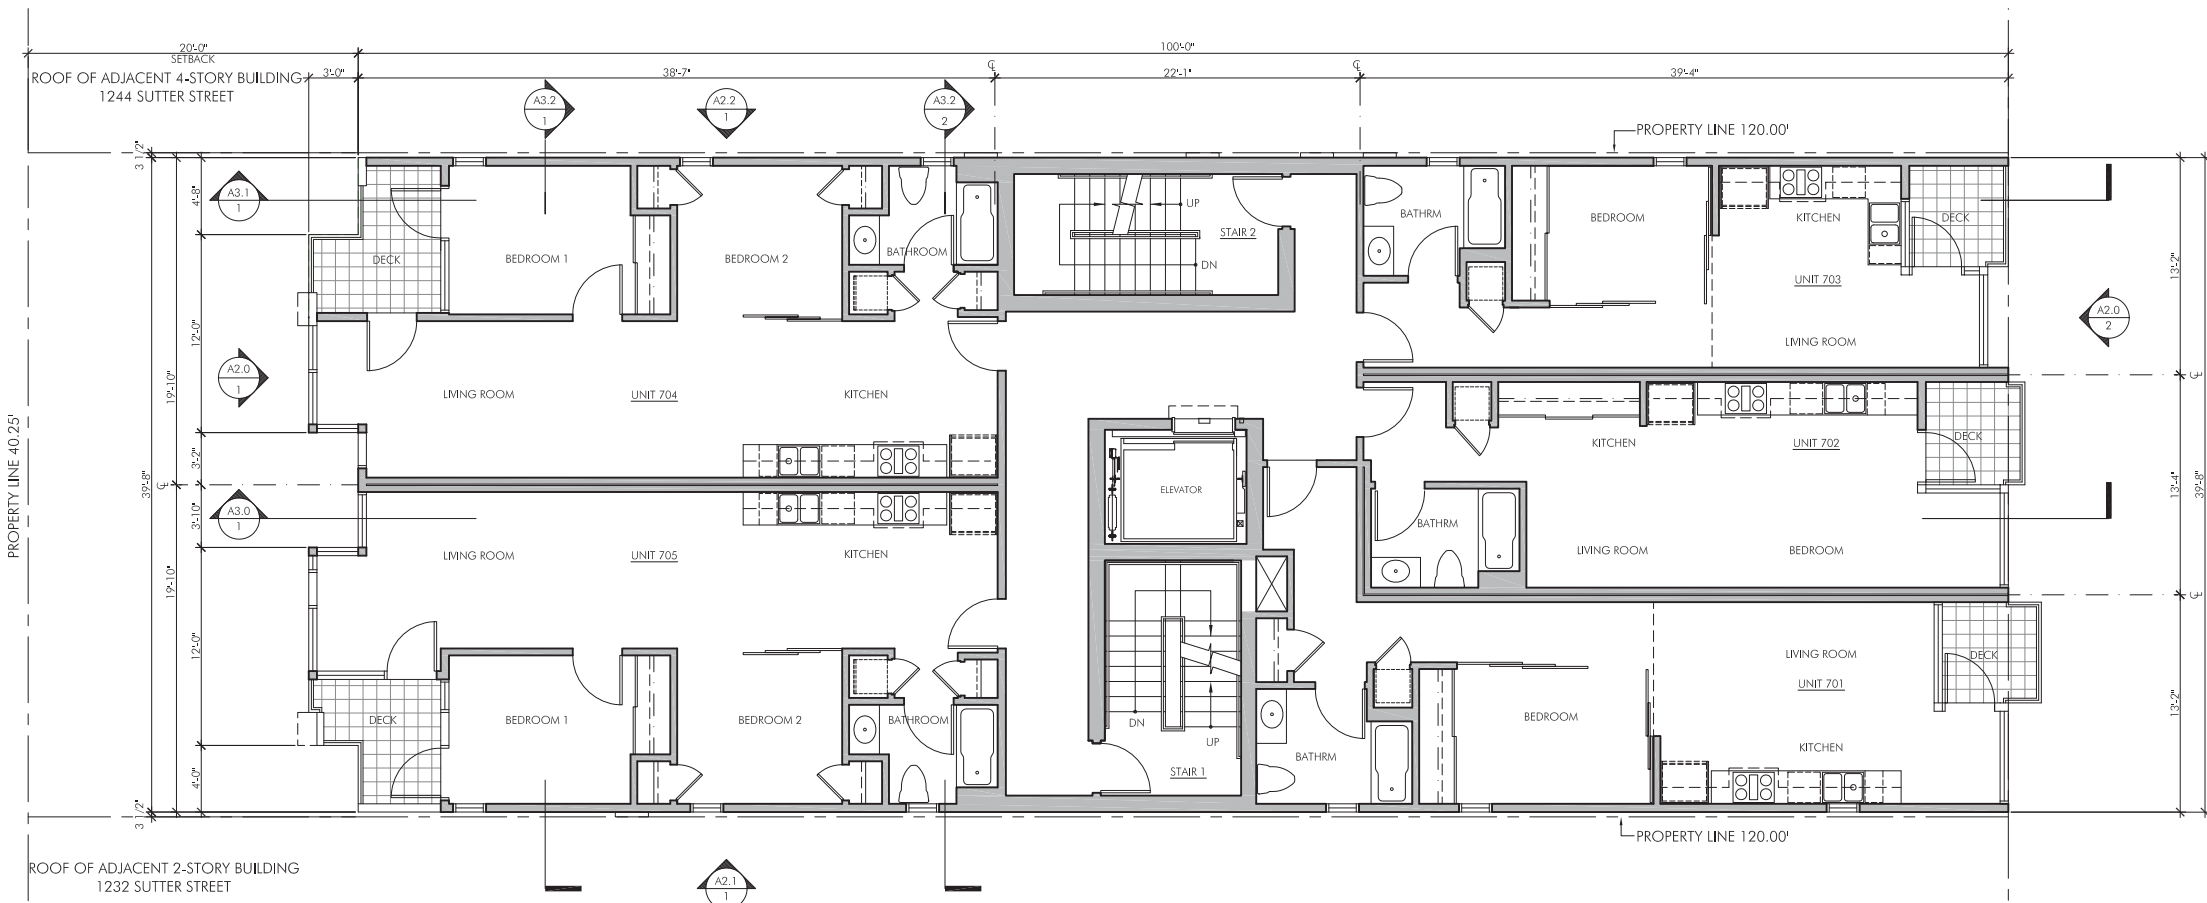 20'-0"
SETBACK
100'-0"
ROOF OF ADJACENT 4-STORY BUILDING
1244 SUTTER STREET
3'-0"
38'-7"
22'-1"
39'-4"
A3.2
1
A2.2
1
A3.2
2
PROPERTY LINE 120.00'
3 1/2"
4'-8"
A3.1
1
UP
STAIR 2
DN
BATHRM
BEDROOM
KITCHEN
DECK
DECK
BEDROOM 1
BEDROOM 2
BATHROOM
UNIT 703
13'-2"
A2.0
2
12'-0"
A2.0
1
19'-10"
LIVING ROOM
LIVING ROOM
UNIT 704
KITCHEN
PROPERTY LINE 40.25'
39'-8"
3'-2"
KITCHEN
UNIT 702
DECK
ELEVATOR
13'-4"
39'-8"
3'-10"
A3.0
1
BATHRM
LIVING ROOM
BEDROOM
LIVING ROOM
UNIT 705
KITCHEN
19'-10"
12'-0"
LIVING ROOM
DECK
UNIT 701
DECK
BEDROOM 1
BEDROOM 2
BATHROOM
DN
UP
BEDROOM
13'-2"
KITCHEN
BATHRM
STAIR 1
4'-0"
3 1/2"
PROPERTY LINE 120.00'
ROOF OF ADJACENT 2-STORY BUILDING
1232 SUTTER STREET
A2.1
1